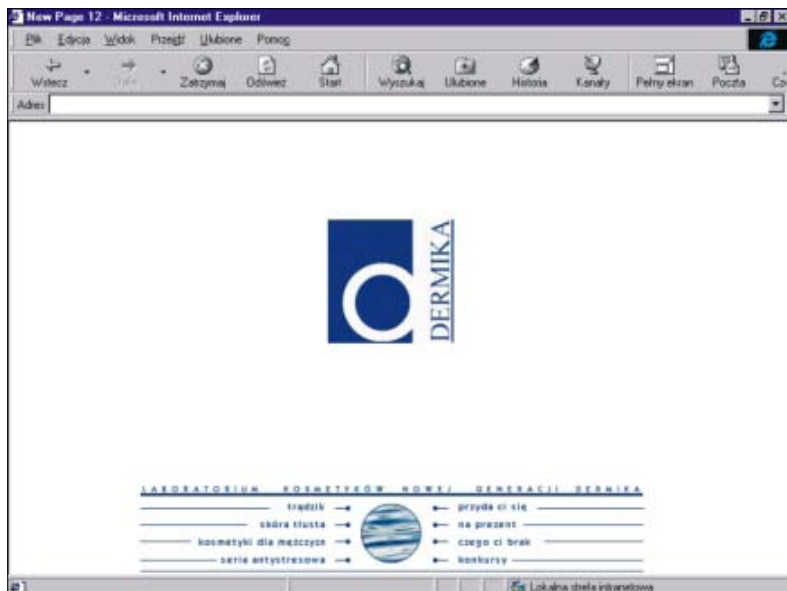 New Page 12 - Microsoft Internet Explorer
Plik Edycja Widok Przejdź Ulubione Pomoc
Wstecz Dalej Zatrzymaj Odśwież Start Wyszukaj Ulubione Historia Kanały Pełny ekran Poczta
Adres
DERMIKA
LABORATORIUM KOSMETYKÓW NOWEJ GENERACJI DERMIKA
trądzik przyda ci się
skóra tłusta na prezent
kosmetyki dla mężczyzn czego ci brak
seria antystresowa konkursy
Lokalna strefa intranetowa